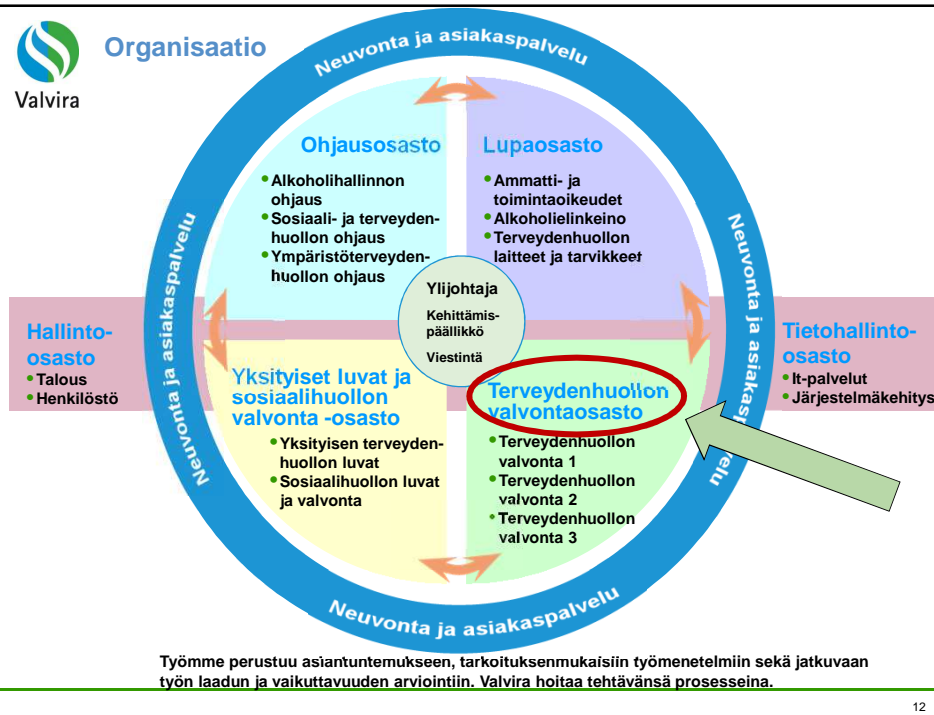 Valvira
Organisaatio
Neuvonta ja asiakaspalvelu
Neuvonta ja asiakaspalvelu
Neuvonta ja asiakaspalvelu
Neuvonta ja asiakaspalvelu
Ohjausosasto
• Alkoholihallinnon
ohjaus
• Sosiaali- ja terveyden-
huollon ohjaus
• Ympäristöterveyden-
huollon ohjaus
Lupaosasto
• Ammatti- ja
toimintaoikeudet
• Alkoholielinkeino
• Terveydenhuollon
laitteet ja tarvikkeet
Ylijohtaja
Kehittämis-
päällikkö
Viestintä
Hallinto-
osasto
• Talous
• Henkilöstö
Tietohallinto-
osasto
• It-palvelut
• Järjestelmäkehitys
Yksityiset luvat ja
sosiaalihuollon
valvonta -osasto
• Yksityisen terveyden-
huollon luvat
• Sosiaalihuollon luvat
ja valvonta
Terveydenhuollon
valvontaosasto
• Terveydenhuollon
valvonta 1
• Terveydenhuollon
valvonta 2
• Terveydenhuollon
valvonta 3
Työmme perustuu asiantuntemukseen, tarkoituksenmukaisiin työmenetelmiin sekä jatkuvaan
työn laadun ja vaikuttavuuden arviointiin. Valvira hoitaa tehtävänsä prosesseina.
12